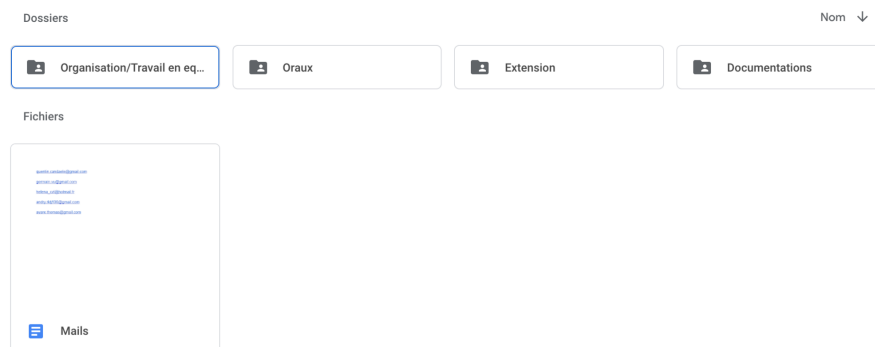 Dossiers
Nom
Organisation/Travail en eq...
Oraux
Extension
Documentations
Fichiers
Mails